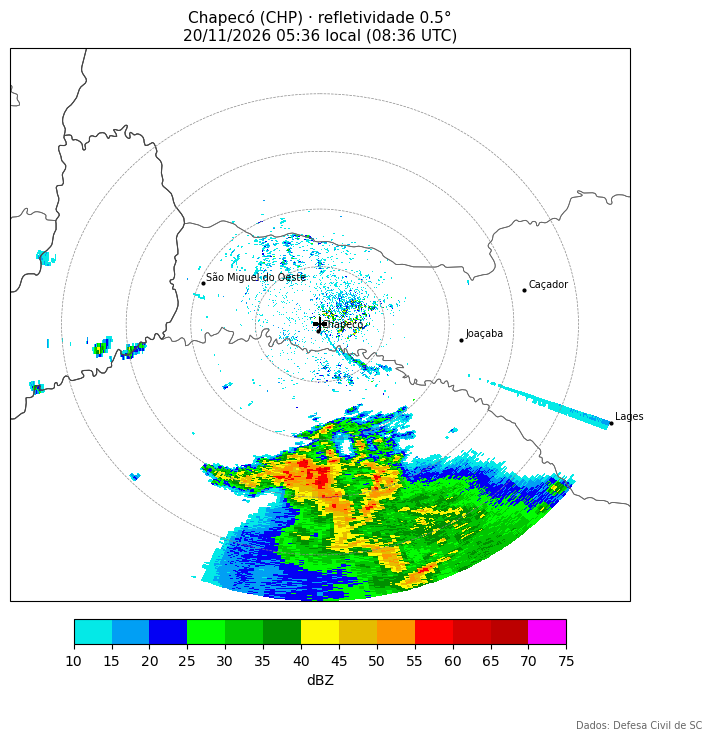 Chapecó (CHP) · refletividade 0.5°
20/11/2026 05:36 local (08:36 UTC)
São Miguel do Oeste
Caçador
Chapecó
Joaçaba
Lages
10 15 20 25 30 35 40 45 50 55 60 65 70 75
dBZ
Dados: Defesa Civil de SC